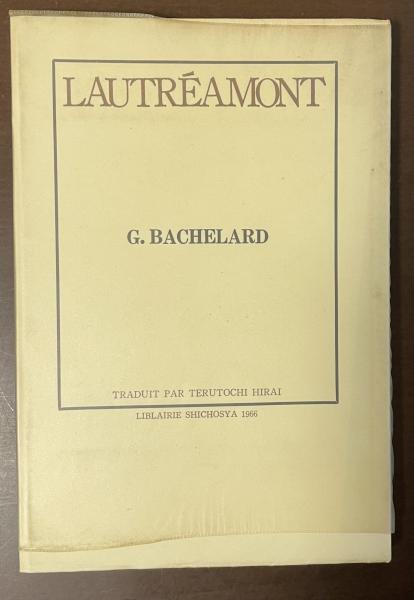 LAUTRÉAMONT
G. BACHELARD
TRADUIT PAR TERUTOCHI HIRAI
LIBLAIRIE SHICHOSYA 1966